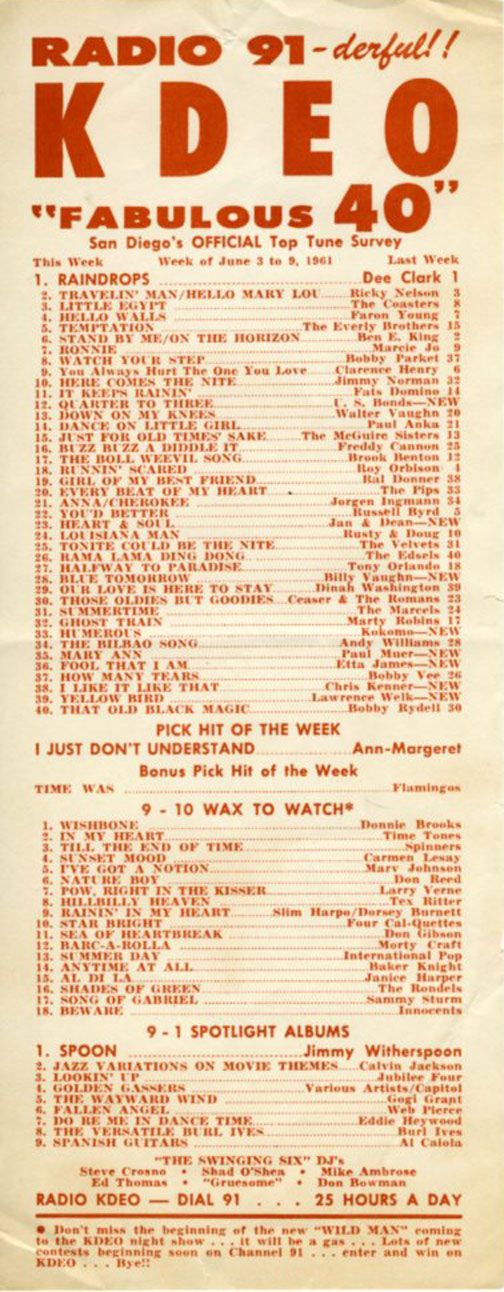 RADIO 91-derful!!
KDEO
"FABULOUS 40"
San Diego's OFFICIAL Top Tune Survey
This Week Week of June 3 to 9, 1961 Last Week
1. RAINDROPS Dee Clark 1
2. TRAVELIN' MAN/HELLO MARY LOU Ricky Nelson 3
3. LITTLE EGYPT The Coasters 8
4. HELLO WALLS Faron Young 7
5. TEMPTATION The Everly Brothers 15
6. STAND BY ME/ON THE HORIZON Ben E. King 2
7. RONNIE Marcie Jo 9
8. WATCH YOUR STEP Bobby Parket 37
9. You Always Hurt The One You Love Clarence Henry 6
10. HERE COMES THE NITE Jimmy Norman 32
11. IT KEEPS RAININ' Fats Domino 14
12. QUARTER TO THREE U. S. Bonds—NEW
13. DOWN ON MY KNEES Walter Vaughn 20
14. DANCE ON LITTLE GIRL Paul Anka 21
15. JUST FOR OLD TIMES' SAKE The McGuire Sisters 13
16. BUZZ BUZZ A DIDDLE IT Freddy Cannon 25
17. THE BOLL WEEVIL SONG Brook Benton 12
18. RUNNIN' SCARED Roy Orbison 4
19. GIRL OF MY BEST FRIEND Ral Donner 38
20. EVERY BEAT OF MY HEART The Pips 33
21. ANNA/CHEROKEE Jorgen Ingmann 34
22. YOU'D BETTER Russell Byrd 5
23. HEART & SOUL Jan & Dean—NEW
24. LOUISIANA MAN Rusty & Doug 10
25. TONITE COULD BE THE NITE The Velvets 31
26. RAMA LAMA DING DONG The Edsels 40
27. HALFWAY TO PARADISE Tony Orlando 18
28. BLUE TOMORROW Billy Vaughn—NEW
29. OUR LOVE IS HERE TO STAY Dinah Washington 39
30. THOSE OLDIES BUT GOODIES Ceaser & The Romans 23
31. SUMMERTIME The Marcels 24
32. GHOST TRAIN Marty Robins 17
33. HUMEROUS Kokomo—NEW
34. THE BILBAO SONG Andy Williams 28
35. MARY ANN Paul Muer—NEW
36. FOOL THAT I AM Etta James—NEW
37. HOW MANY TEARS Bobby Vee 26
38. I LIKE IT LIKE THAT Chris Kenner—NEW
39. YELLOW BIRD Lawrence Welk—NEW
40. THAT OLD BLACK MAGIC Bobby Rydell 30
PICK HIT OF THE WEEK
I JUST DON'T UNDERSTAND Ann-Margeret
Bonus Pick Hit of the Week
TIME WAS Flamingos
9 - 10 WAX TO WATCH*
1. WISHBONE Donnie Brooks
2. IN MY HEART Time Tones
3. TILL THE END OF TIME Spinners
4. SUNSET MOOD Carmen Lesay
5. I'VE GOT A NOTION Marv Johnson
6. NATURE BOY Don Reed
7. POW, RIGHT IN THE KISSER Larry Verne
8. HILLBILLY HEAVEN Tex Ritter
9. RAININ' IN MY HEART Slim Harpo/Dorsey Burnett
10. STAR BRIGHT Four Cal-Quettes
11. SEA OF HEARTBREAK Don Gibson
12. BARC-A-ROLLA Morty Craft
13. SUMMER DAY International Pop
14. ANYTIME AT ALL Baker Knight
15. AL DI LA Janice Harper
16. SHADES OF GREEN The Rondels
17. SONG OF GABRIEL Sammy Sturm
18. BEWARE Innocents
9 - 1 SPOTLIGHT ALBUMS
1. SPOON Jimmy Witherspoon
2. JAZZ VARIATIONS ON MOVIE THEMES Calvin Jackson
3. LOOKIN' UP Jubilee Four
4. GOLDEN GASSERS Various Artists/Capitol
5. THE WAYWARD WIND Gogi Grant
6. FALLEN ANGEL Web Pierce
7. DO RE ME IN DANCE TIME Eddie Heywood
8. THE VERSATILE BURL IVES Burl Ives
9. SPANISH GUITARS Al Caiola
"THE SWINGING SIX" DJ's
Steve Crosno • Shad O'Shea • Mike Ambrose
Ed Thomas • "Gruesome" • Don Bowman
RADIO KDEO — DIAL 91 . . . 25 HOURS A DAY
● Don't miss the beginning of the new "WILD MAN" coming
to the KDEO night show . . . it will be a gas . . . Lots of new
contests beginning soon on Channel 91 . . . enter and win on
KDEO . . . Bye!!